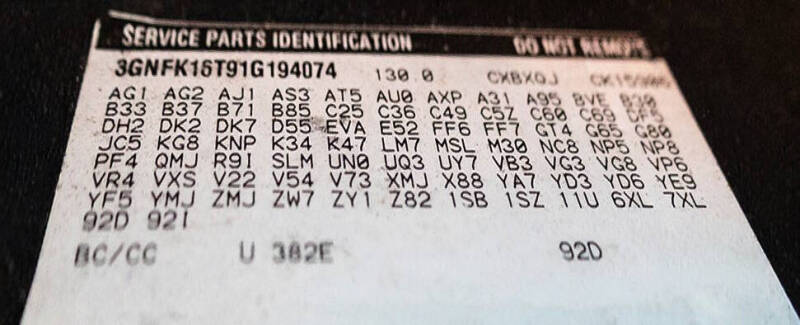 SERVICE PARTS IDENTIFICATION DO NOT REMOVE
3GNFK16T91G194074 130.0 CXBXQJ CK15906
AG1 AG2 AJ1 AS3 AT5 AU0 AXP A31 A95 BVE B30
B33 B37 B71 B85 C25 C36 C49 C5Z C60 C69 DF5
DH2 DK2 DK7 D55 EVA E52 FF6 FF7 GT4 G65 G80
JC5 KG8 KNP K34 K47 LM7 MSL M30 NC8 NP5 NP8
PF4 QMJ R9I SLM UN0 UQ3 UY7 VB3 VG3 VG8 VP6
VR4 VXS V22 V54 V73 XMJ X88 YA7 YD3 YD6 YE9
YF5 YMJ ZMJ ZW7 ZY1 Z82 1SB 1SZ 11U 6XL 7XL
92D 92I
BC/CC U 382E 92D